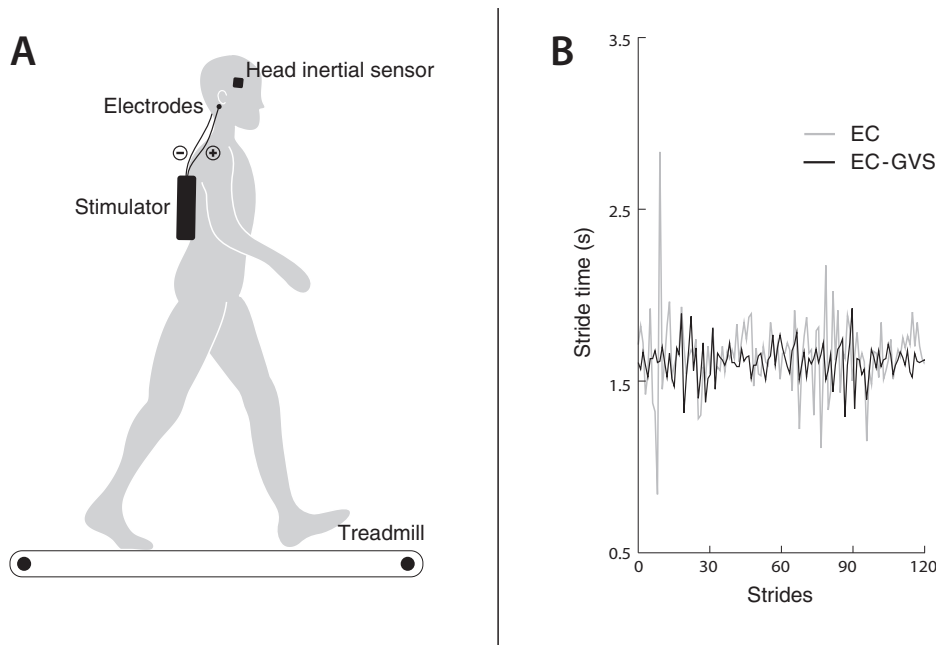 A
Head inertial sensor
Electrodes
− +
Stimulator
Treadmill
B
3.5
2.5
1.5
0.5
Stride time (s)
EC
EC-GVS
0 30 60 90 120
Strides